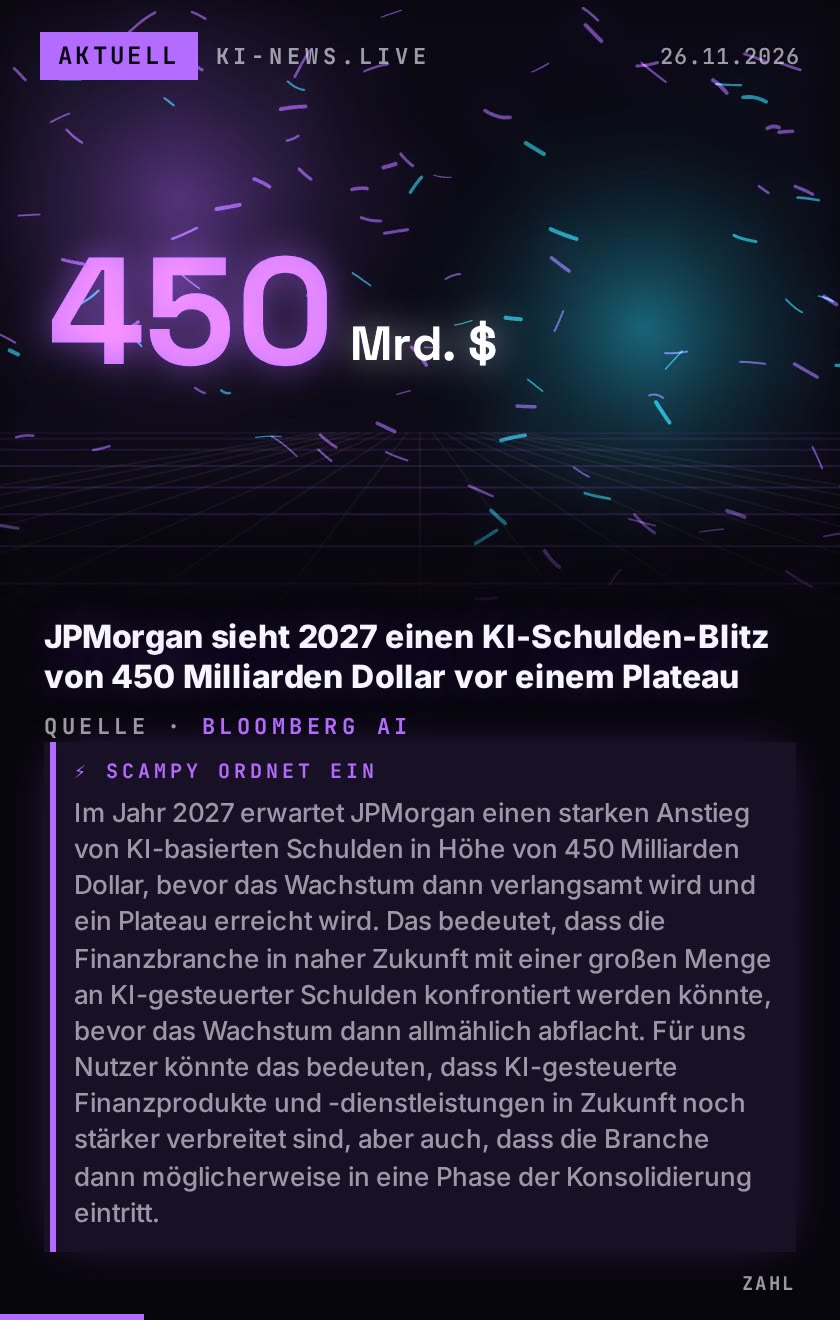 AKTUELL KI-NEWS.LIVE 26.11.2026
450 Mrd. $
JPMorgan sieht 2027 einen KI-Schulden-Blitz
von 450 Milliarden Dollar vor einem Plateau
QUELLE · BLOOMBERG AI
⚡ SCAMPY ORDNET EIN
Im Jahr 2027 erwartet JPMorgan einen starken Anstieg
von KI-basierten Schulden in Höhe von 450 Milliarden
Dollar, bevor das Wachstum dann verlangsamt wird und
ein Plateau erreicht wird. Das bedeutet, dass die
Finanzbranche in naher Zukunft mit einer großen Menge
an KI-gesteuerter Schulden konfrontiert werden könnte,
bevor das Wachstum dann allmählich abflacht. Für uns
Nutzer könnte das bedeuten, dass KI-gesteuerte
Finanzprodukte und -dienstleistungen in Zukunft noch
stärker verbreitet sind, aber auch, dass die Branche
dann möglicherweise in eine Phase der Konsolidierung
eintritt.
ZAHL